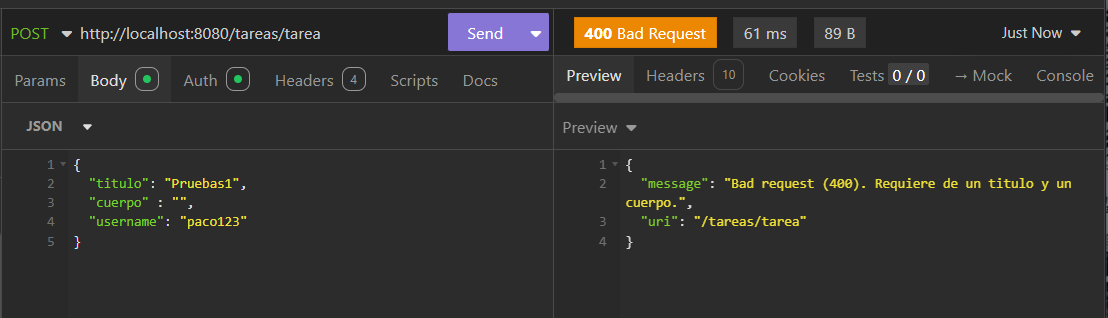 POST http://localhost:8080/tareas/tarea Send
Params Body Auth Headers 4 Scripts Docs
JSON
1 {
2 "titulo": "Pruebas1",
3 "cuerpo" : "",
4 "username": "paco123"
5 }
400 Bad Request 61 ms 89 B Just Now
Preview Headers 10 Cookies Tests 0 / 0 → Mock Console
Preview
1 {
2 "message": "Bad request (400). Requiere de un titulo y un
cuerpo.",
3 "uri": "/tareas/tarea"
4 }